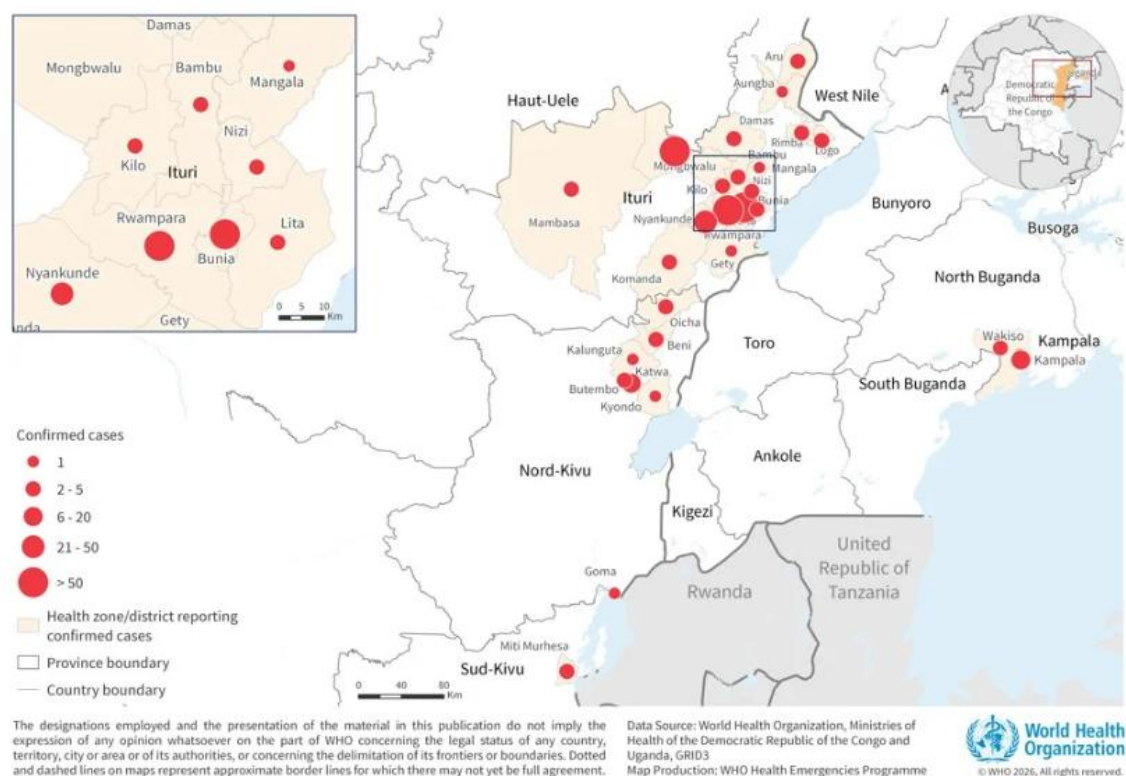 Damas
Mongbwalu
Bambu
Mangala
Nizi
Kilo
Ituri
Rwampara
Lita
Bunia
Nyankunde
Gety
nda
0 5 10
Km
Haut-Uele
Aru
Aungba
West Nile
A
Damas
Rimba
Logo
Mongbwalu
Bambu
Mangala
Kilo
Nizi
Ituri
Bunia
Mambasa
Nyankunde
Rwampara
Gety
Komanda
Oicha
Beni
Kalunguta
Katwa
Butembo
Kyondo
Bunyoro
Busoga
North Buganda
Toro
Wakiso
Kampala
Kampala
South Buganda
Ankole
Nord-Kivu
Kigezi
Goma
Rwanda
United
Republic of
Tanzania
Miti Murhesa
Sud-Kivu
0 40 80
Km
Democratic
Republic of
the Congo
Uganda
Confirmed cases
1
2 - 5
6 - 20
21 - 50
> 50
Health zone/district reporting
confirmed cases
Province boundary
Country boundary
The designations employed and the presentation of the material in this publication do not imply the
expression of any opinion whatsoever on the part of WHO concerning the legal status of any country,
territory, city or area or of its authorities, or concerning the delimitation of its frontiers or boundaries. Dotted
and dashed lines on maps represent approximate border lines for which there may not yet be full agreement.
Data Source: World Health Organization, Ministries of
Health of the Democratic Republic of the Congo and
Uganda, GRID3
Map Production: WHO Health Emergencies Programme
World Health
Organization
© WHO 2026, All rights reserved.